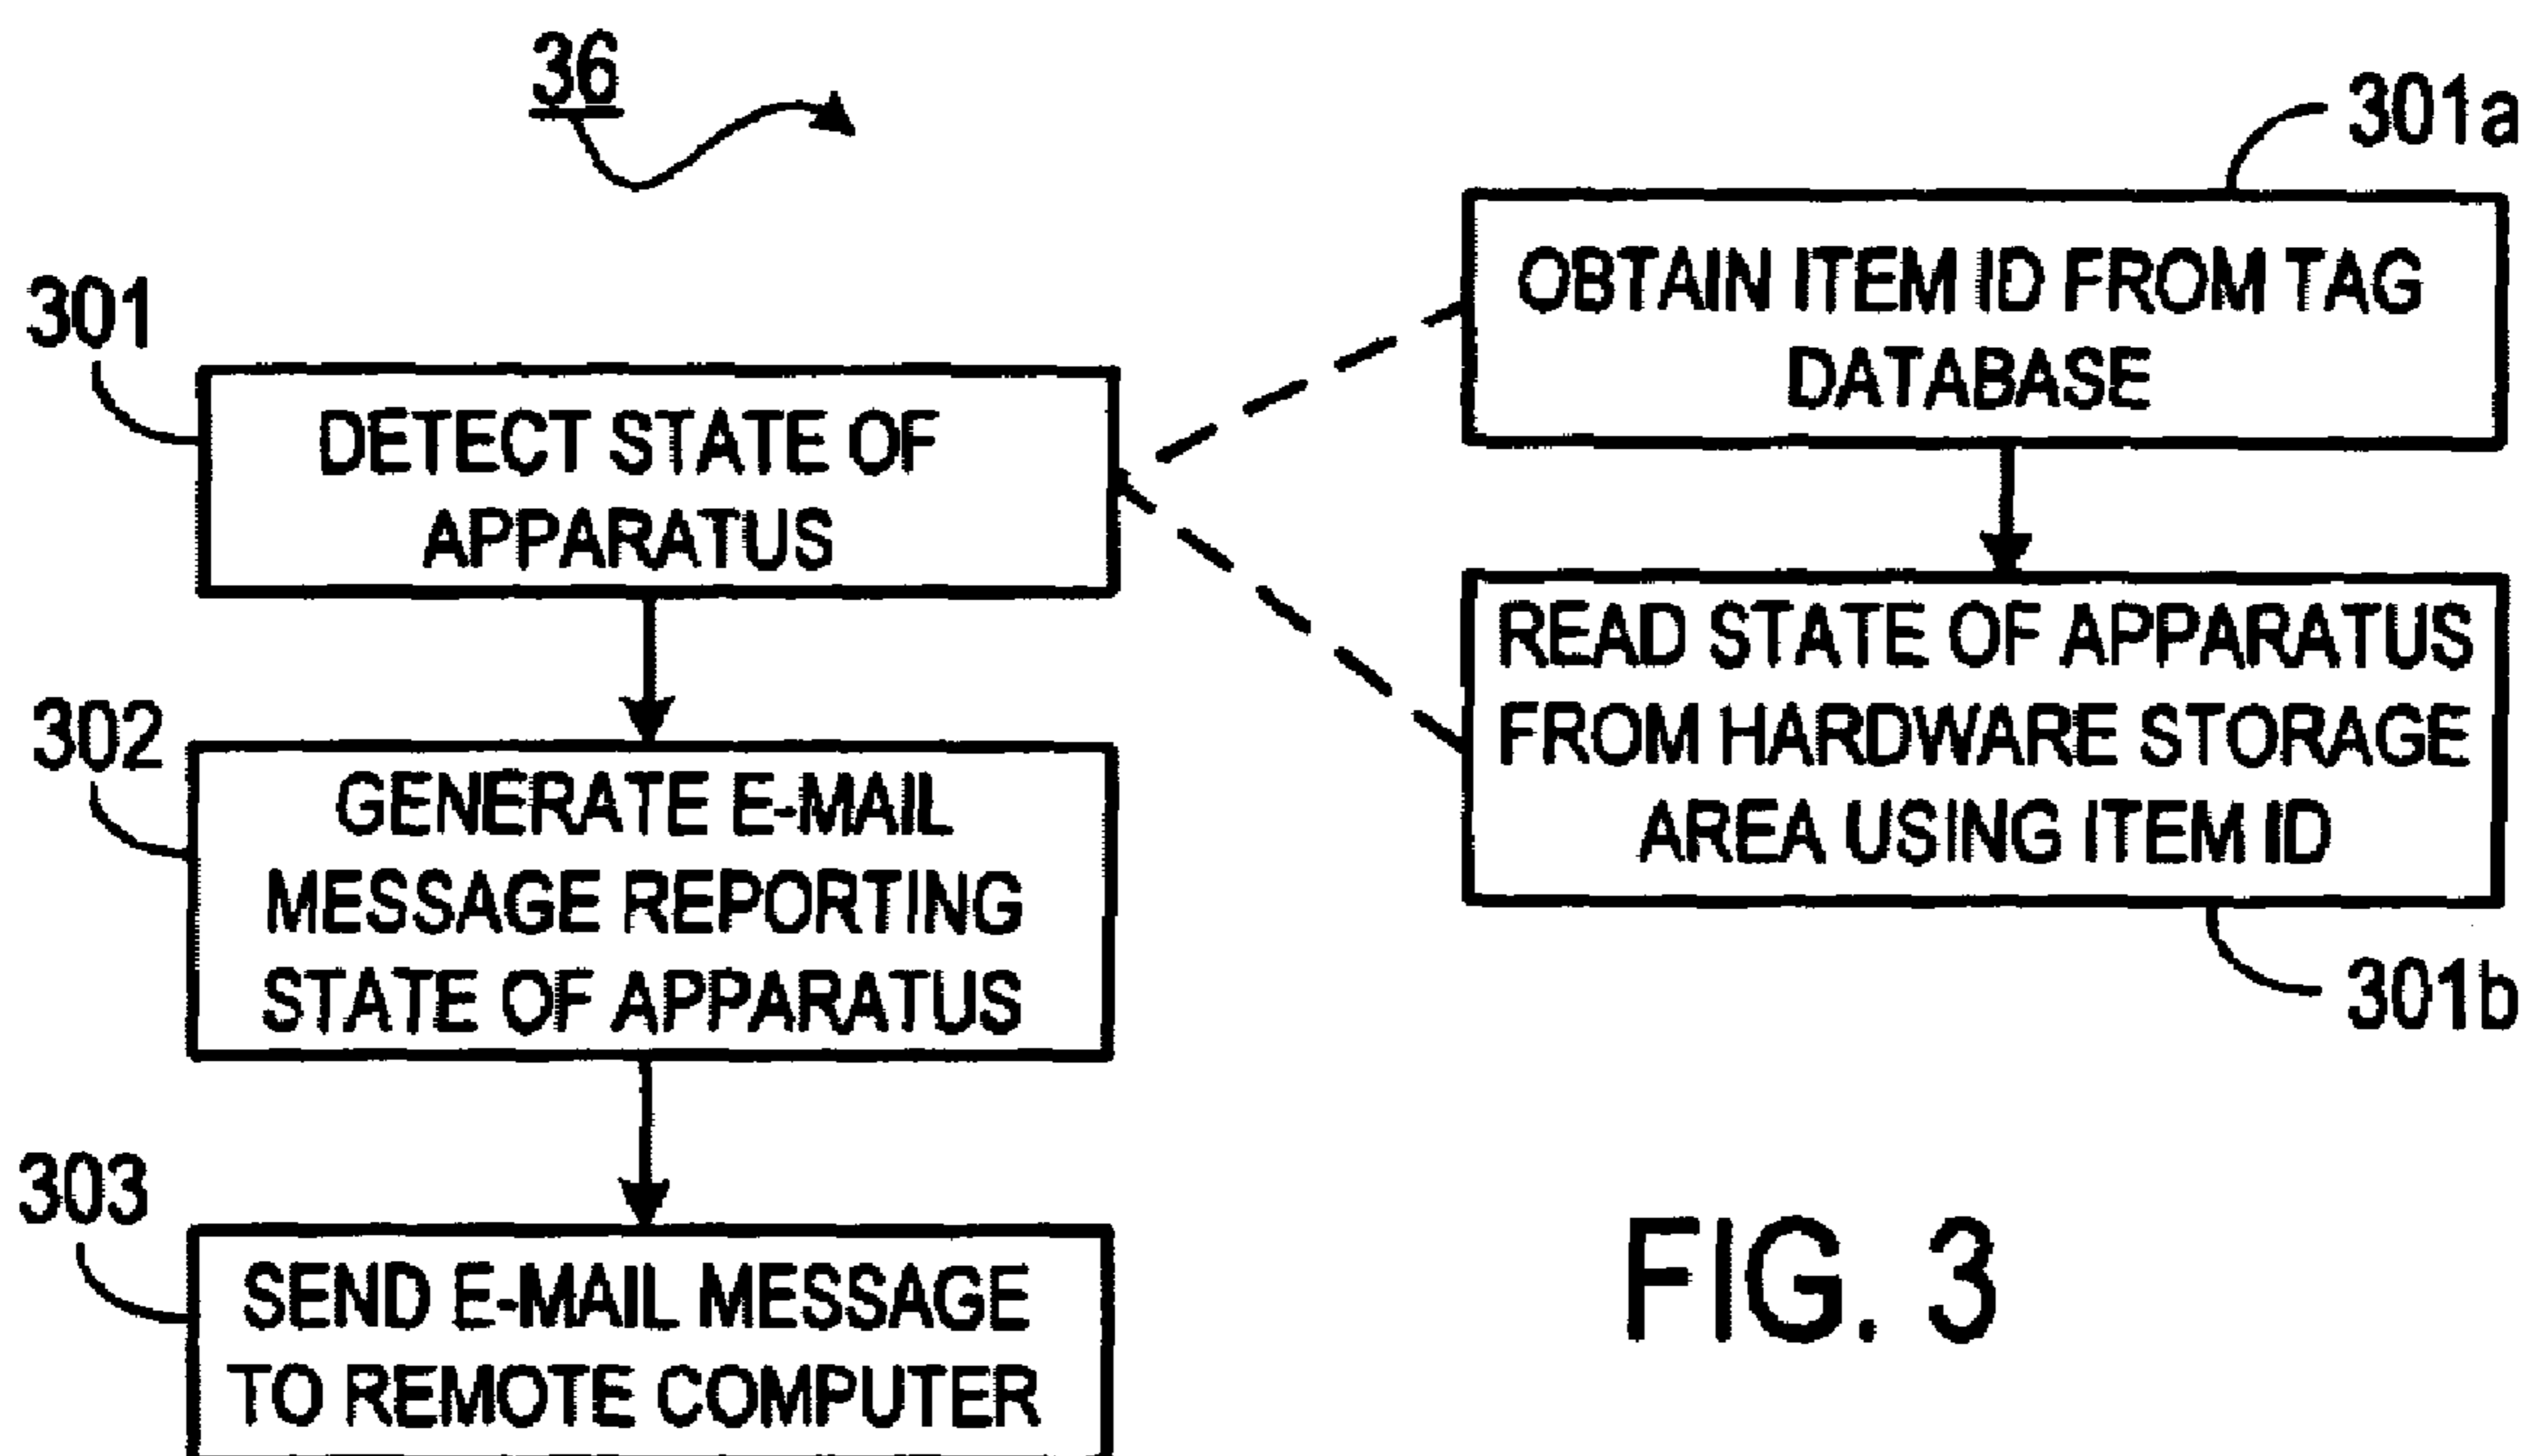 36
301
DETECT STATE OF
APPARATUS
302
GENERATE E-MAIL
MESSAGE REPORTING
STATE OF APPARATUS
303
SEND E-MAIL MESSAGE
TO REMOTE COMPUTER
301a
OBTAIN ITEM ID FROM TAG
DATABASE
READ STATE OF APPARATUS
FROM HARDWARE STORAGE
AREA USING ITEM ID
301b
FIG. 3